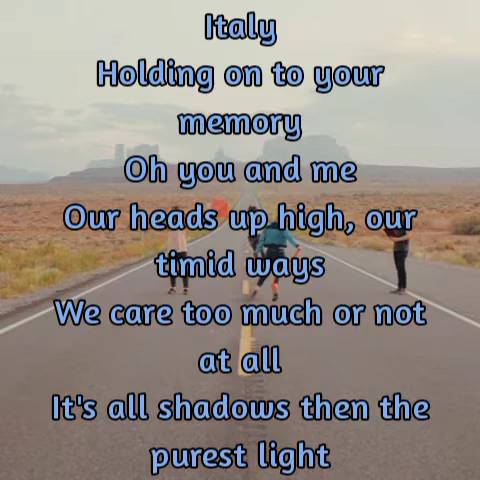 Italy
Holding on to your
memory
Oh you and me
Our heads up high, our
timid ways
We care too much or not
at all
It's all shadows then the
purest light